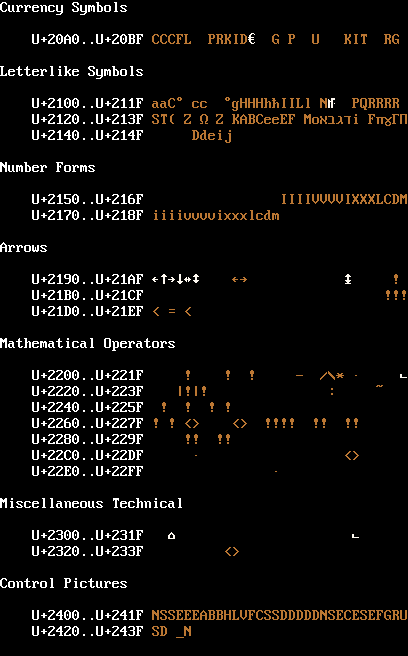 Currency Symbols
U+20A0..U+20BF CCCFL  PRKID€  G P  U   KIT  RG
Letterlike Symbols
U+2100..U+211F aaC° cc  °gHHHhħIILl N   PQRRRR
U+2120..U+213F ST( Z Ω Z KABCeeEF Moאבגדi FπɣΓΠ
U+2140..U+214F      Ddeij
Number Forms
U+2150..U+216F IIIIVVVVIXXXLCDM
U+2170..U+218F iiiivvvvixxxlcdm
Arrows
U+2190..U+21AF ←↑→↓↔↕    ↔            ↨     !
U+21B0..U+21CF !!!
U+21D0..U+21EF < = <
Mathematical Operators
U+2200..U+221F     !    !  !     −  /\* ·     ∟
U+2220..U+223F    |!|!               :     ~
U+2240..U+225F  !  !  ! !
U+2260..U+227F ! ! <>    <>  !!!!  !!  !!
U+2280..U+229F     !!  !!
U+22C0..U+22DF      ·                  <>
U+22E0..U+22FF                ·
Miscellaneous Technical
U+2300..U+231F   ⌂                       ⌙
U+2320..U+233F          <>
Control Pictures
U+2400..U+241F NSSEEEABBHLVFCSSDDDDDNSECESEFGRU
U+2420..U+243F SD _N